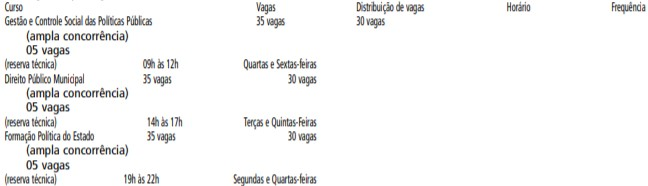 Curso Vagas Distribuição de vagas Horário Frequência
Gestão e Controle Social das Políticas Públicas 35 vagas 30 vagas
(ampla concorrência)
05 vagas
(reserva técnica) 09h às 12h Quartas e Sextas-feiras
Direito Público Municipal 35 vagas 30 vagas
(ampla concorrência)
05 vagas
(reserva técnica) 14h às 17h Terças e Quintas-Feiras
Formação Política do Estado 35 vagas 30 vagas
(ampla concorrência)
05 vagas
(reserva técnica) 19h às 22h Segundas e Quartas-feiras